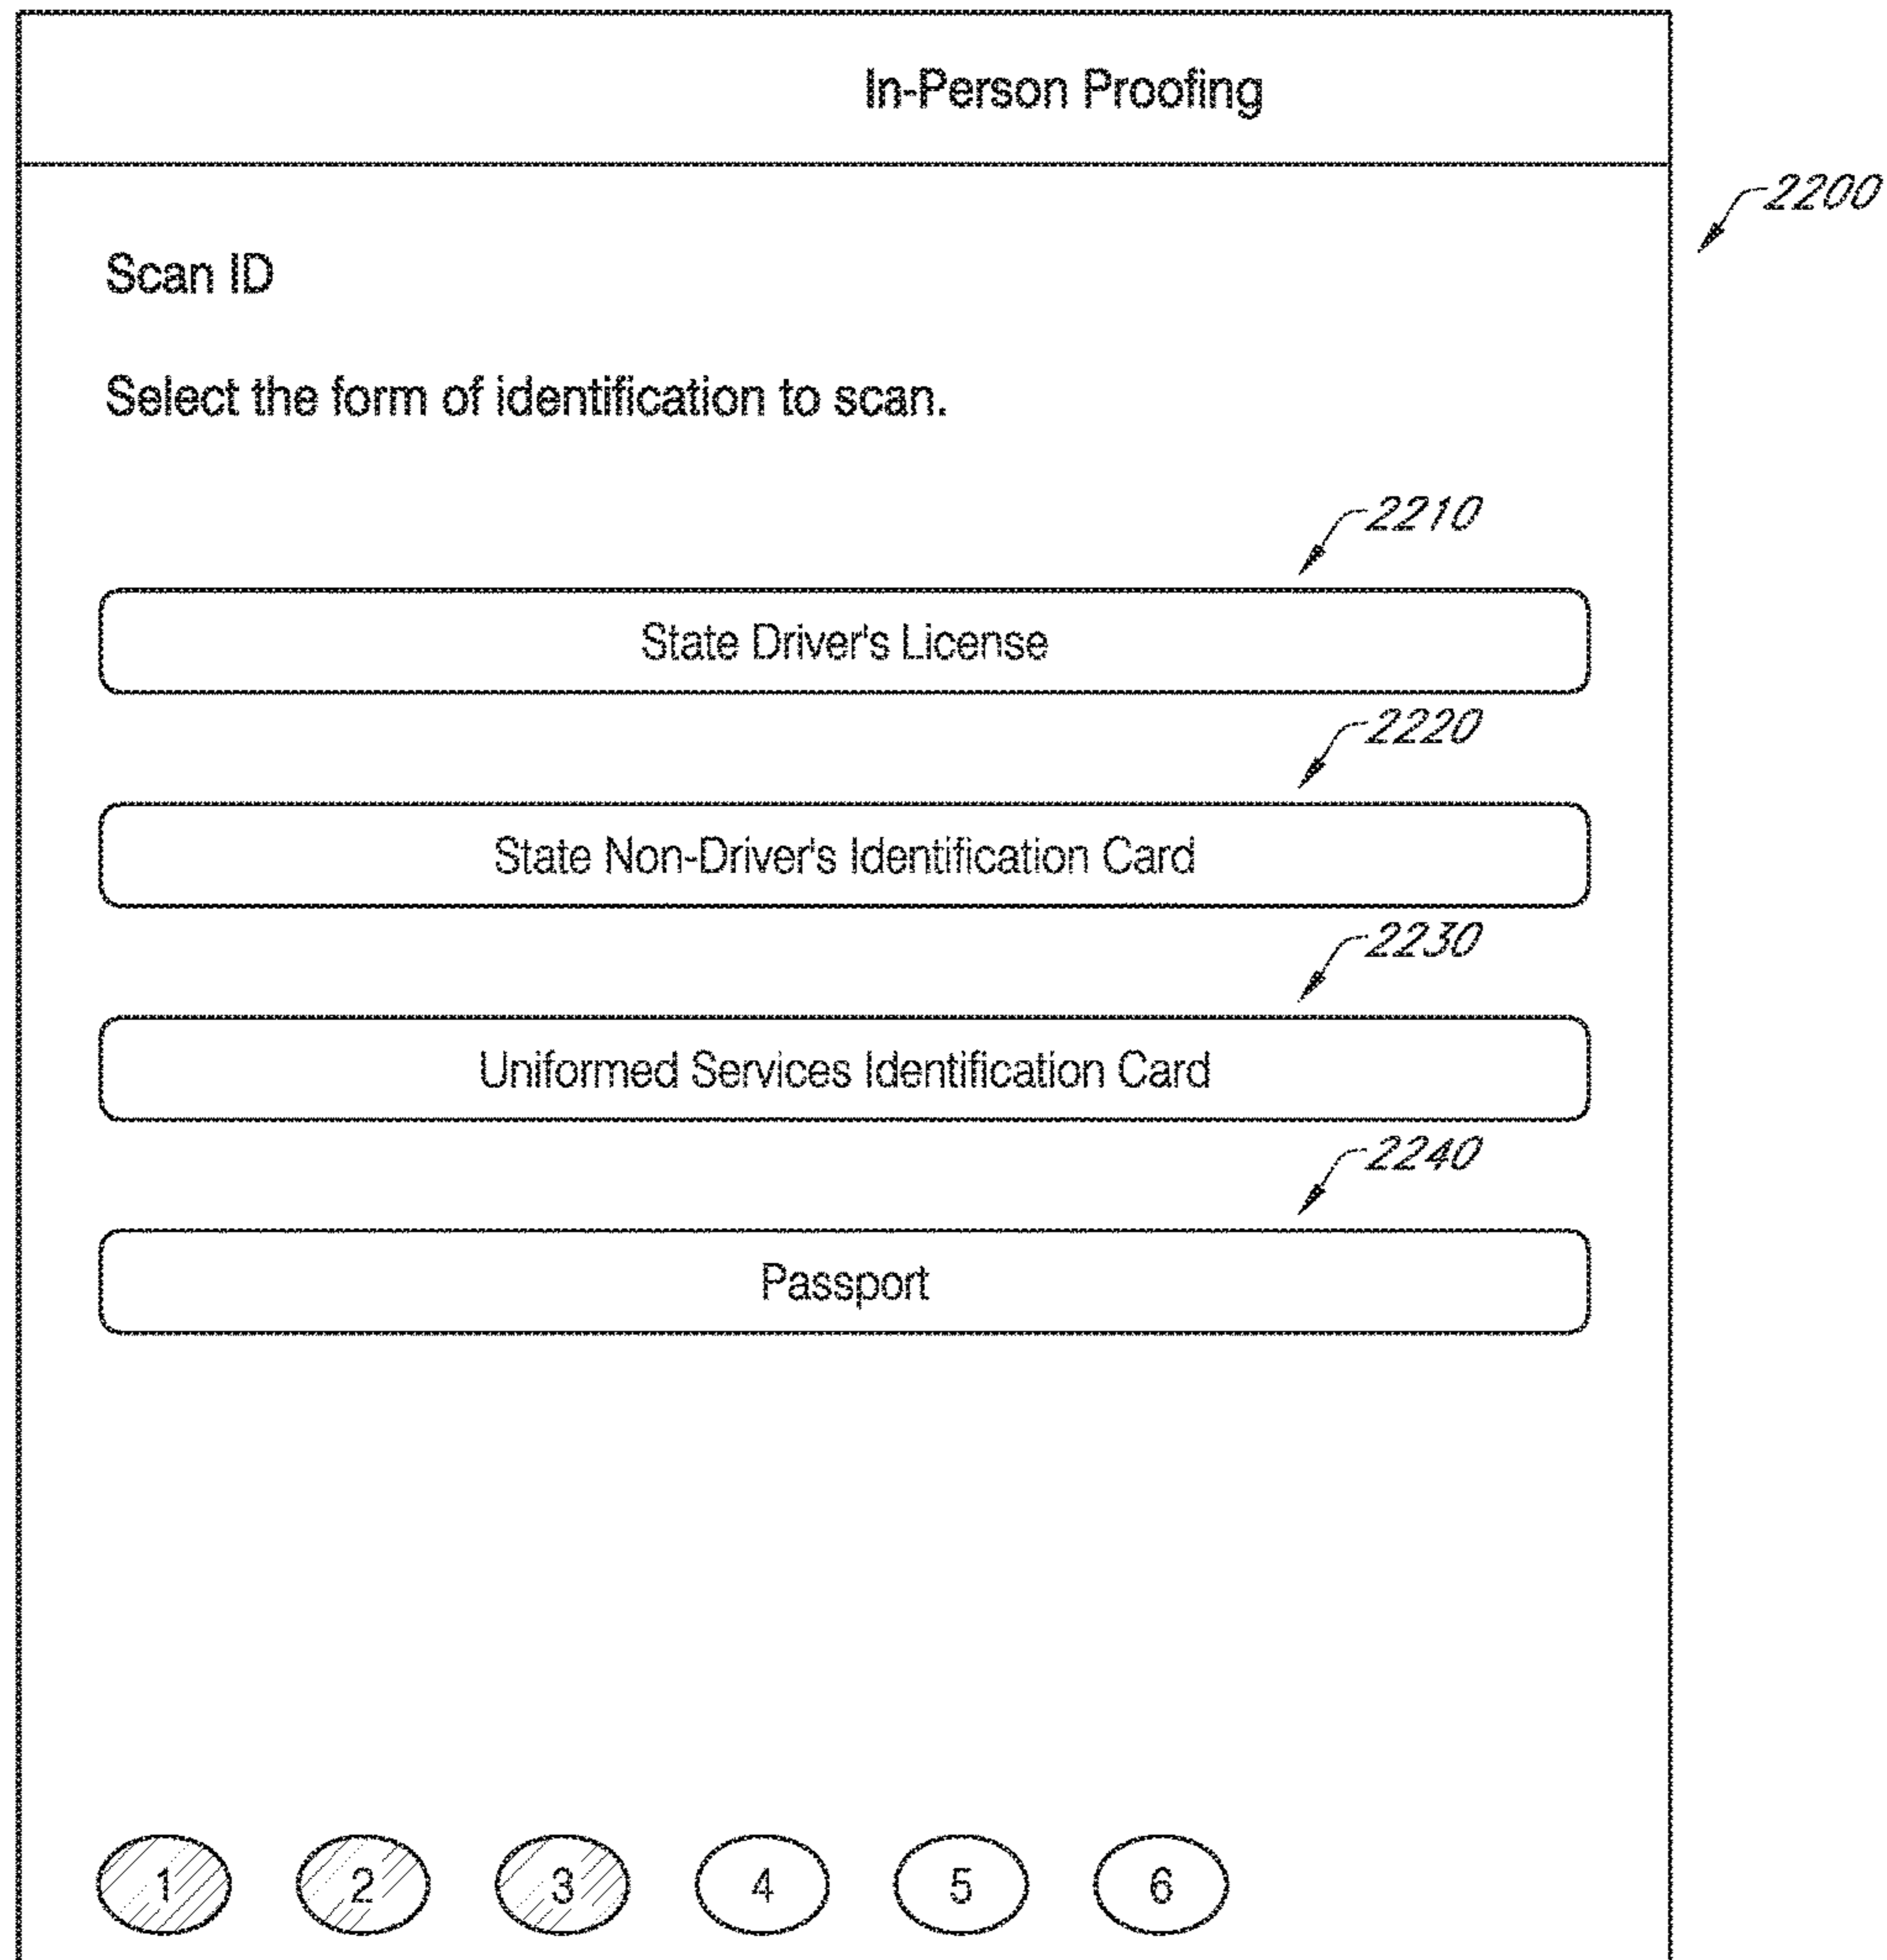 In-Person Proofing
2200
Scan ID
Select the form of identification to scan.
2210
State Driver's License
2220
State Non-Driver's Identification Card
2230
Uniformed Services Identification Card
2240
Passport
1 2 3 4 5 6